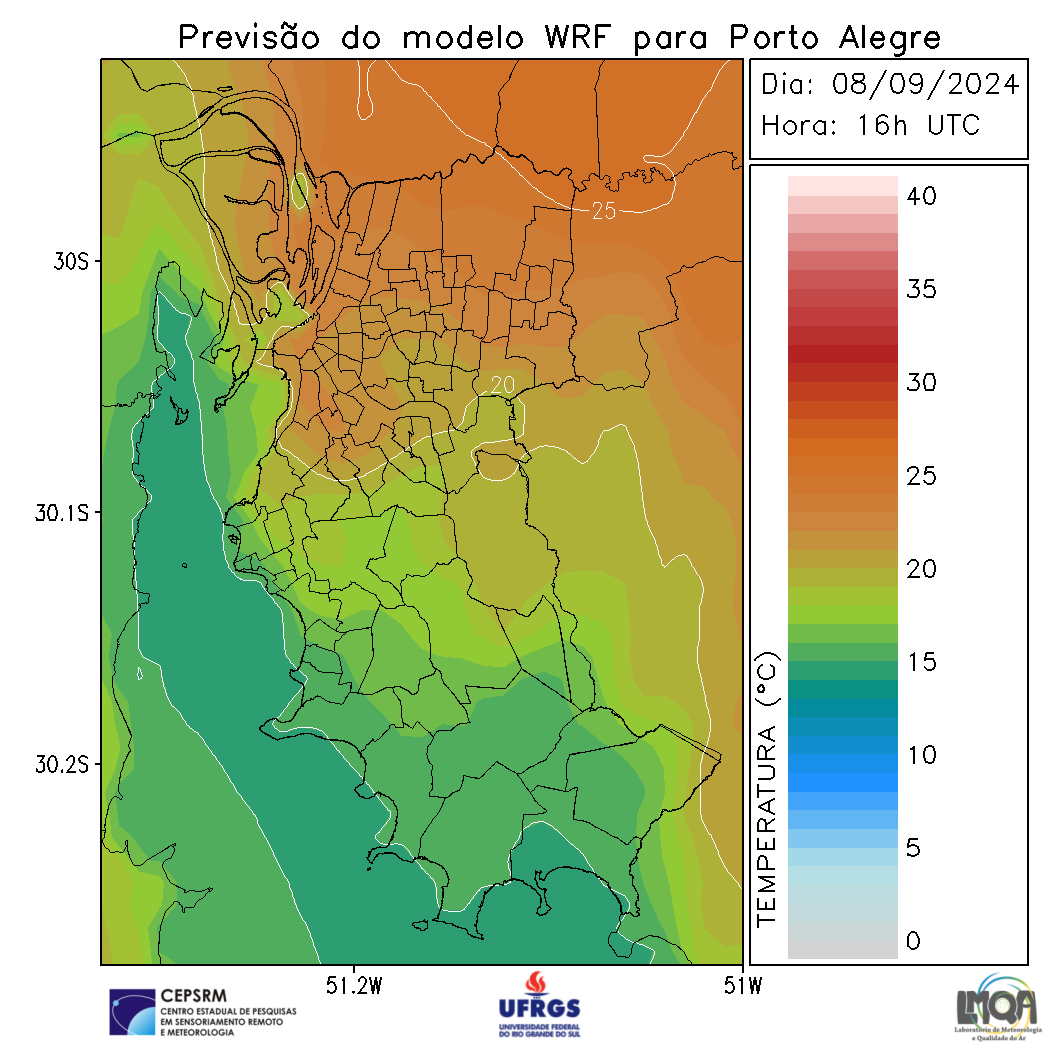 Previsão do modelo WRF para Porto Alegre
Dia: 08/09/2024
Hora: 16h UTC
25
20
30S
30.1S
30.2S
51.2W
51W
40
35
30
25
20
15
10
5
0
TEMPERATURA (°C)
CEPSRM
CENTRO ESTADUAL DE PESQUISAS
EM SENSORIAMENTO REMOTO
E METEOROLOGIA
UFRGS
UNIVERSIDADE FEDERAL
DO RIO GRANDE DO SUL
LMQA
Laboratório de Meteorologia
e Qualidade do Ar